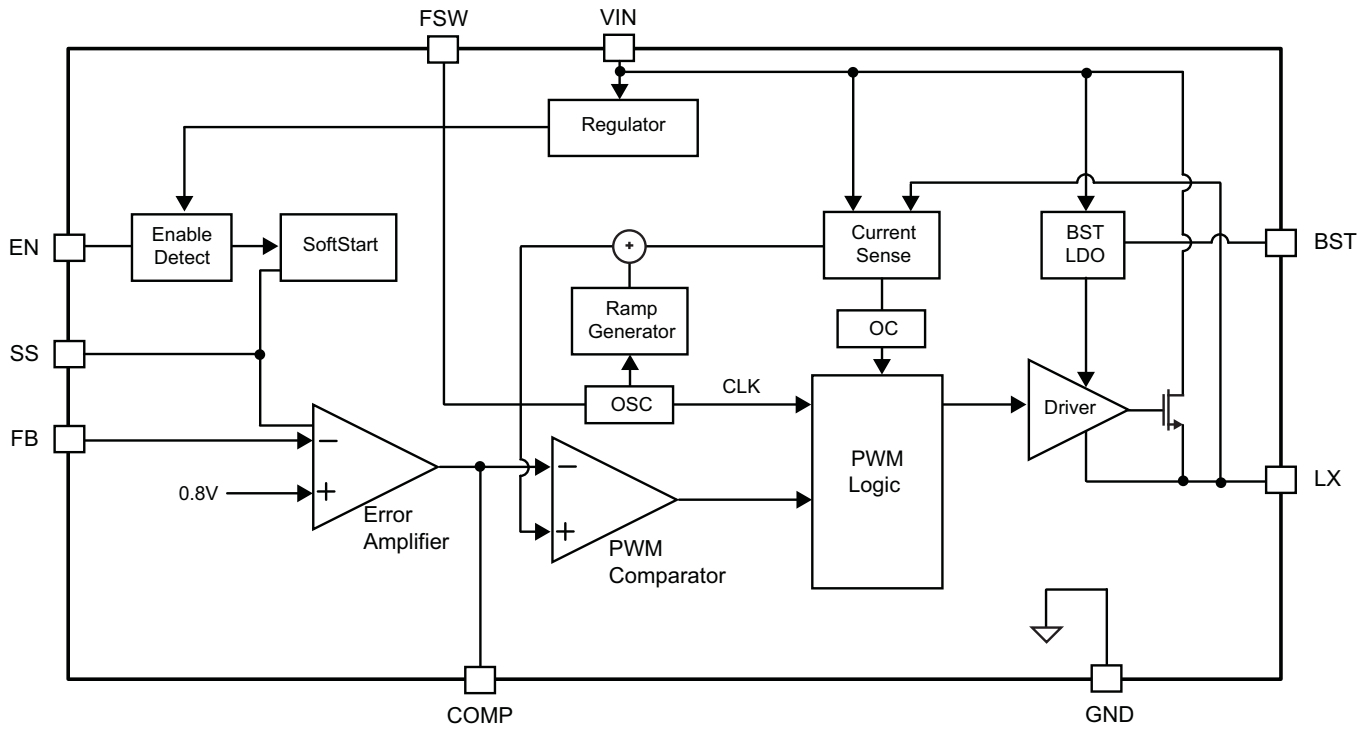 FSW
VIN
Regulator
EN
Enable
Detect
SoftStart
+
Current
Sense
BST
LDO
BST
Ramp
Generator
OC
SS
OSC
CLK
Driver
FB
−
0.8V
+
Error
Amplifier
−
+
PWM
Comparator
PWM
Logic
LX
COMP
GND